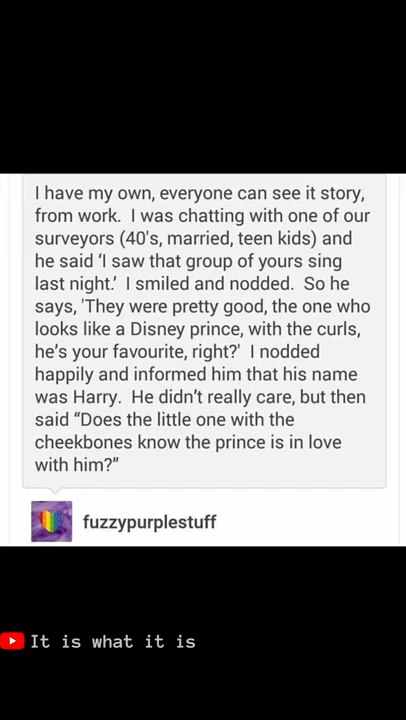 I have my own, everyone can see it story,
from work.  I was chatting with one of our
surveyors (40's, married, teen kids) and
he said ‘I saw that group of yours sing
last night.’  I smiled and nodded.  So he
says, 'They were pretty good, the one who
looks like a Disney prince, with the curls,
he’s your favourite, right?'  I nodded
happily and informed him that his name
was Harry.  He didn’t really care, but then
said “Does the little one with the
cheekbones know the prince is in love
with him?”
fuzzypurplestuff
It is what it is